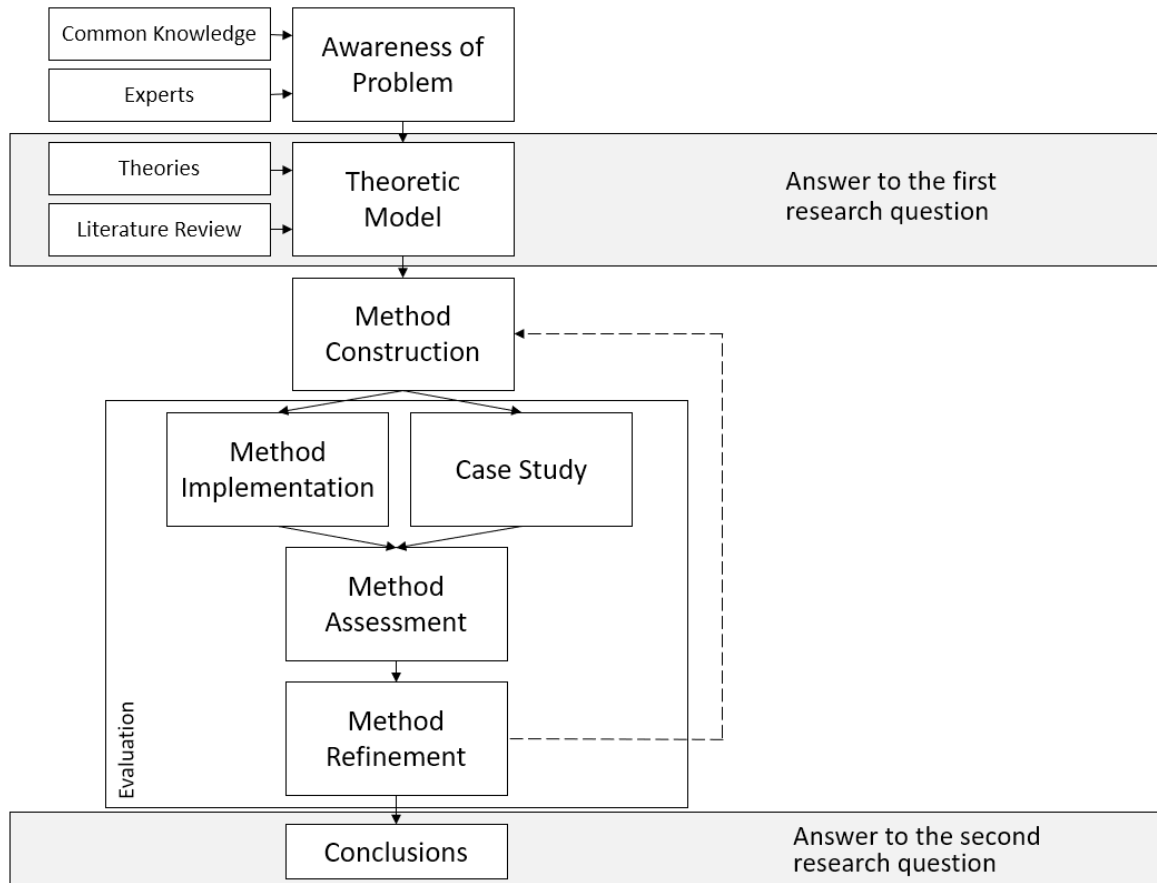 Common Knowledge
Experts
Awareness of
Problem
Theories
Literature Review
Theoretic
Model
Answer to the first
research question
Method
Construction
Method
Implementation
Case Study
Method
Assessment
Method
Refinement
Evaluation
Conclusions
Answer to the second
research question